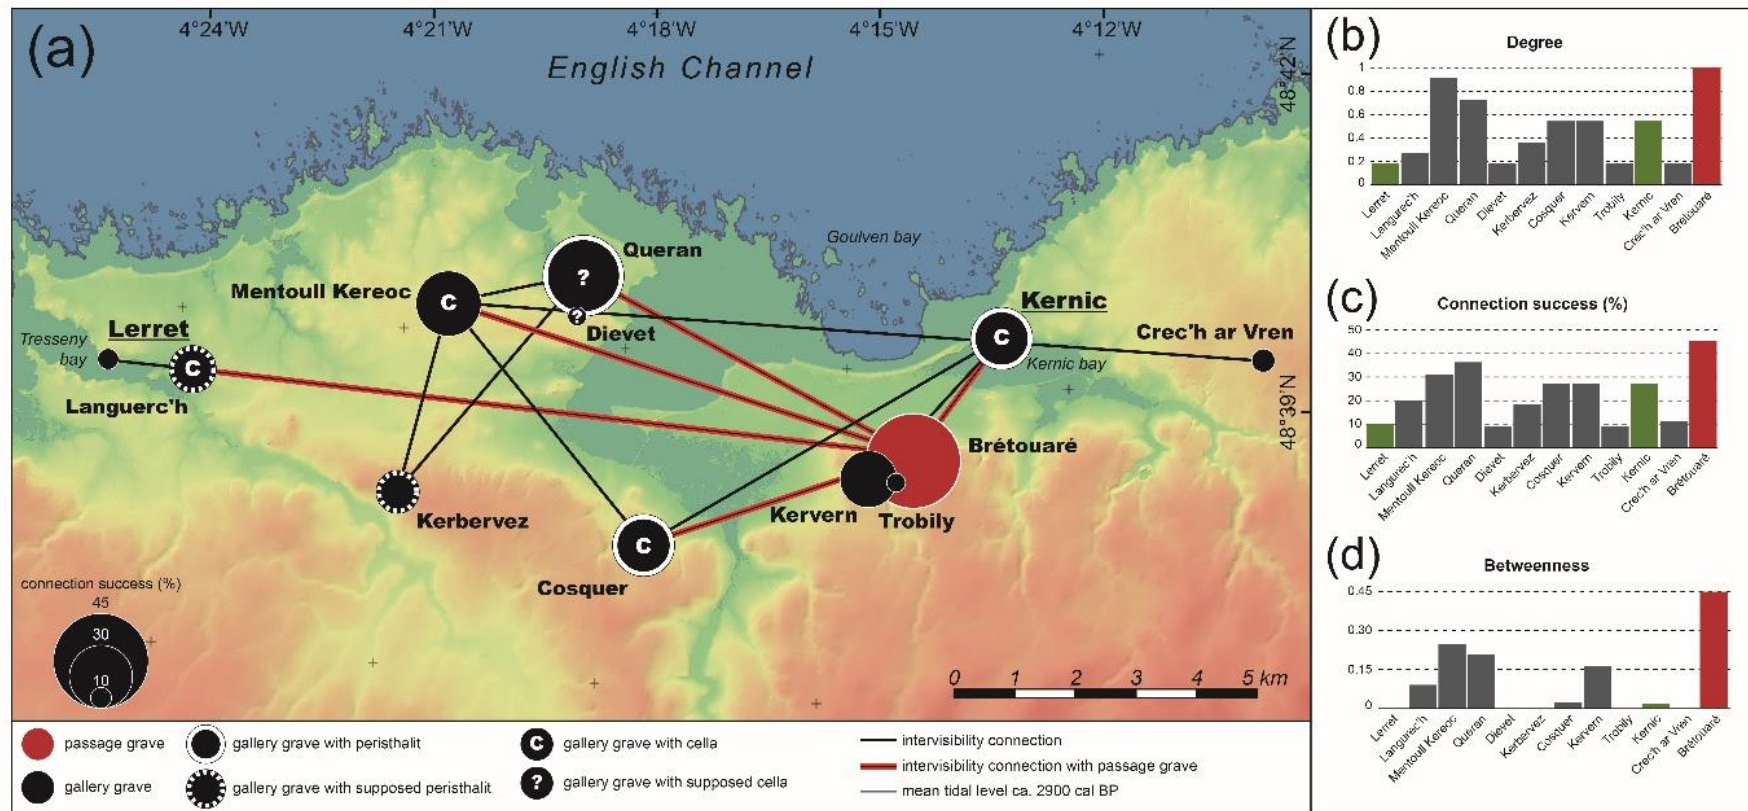 (a)
4°24'W
4°21'W
4°18'W
4°15'W
4°12'W
English Channel
48°42'N
Queran
Goulven bay
Mentoull Kereoc
?
C
Kernic
Lerret
?
Dievet
Crec'h ar Vren
Tresseny
bay
C
C
Kernic bay
Languerc'h
48°39'N
Brétouaré
Kerbervez
Kervern
Trobily
C
Cosquer
connection success (%)
45
30
10
0 1 2 3 4 5 km
passage grave
gallery grave with peristhalit
C
gallery grave with cella
intervisibility connection
gallery grave
gallery grave with supposed peristhalit
?
gallery grave with supposed cella
intervisibility connection with passage grave
mean tidal level ca. 2900 cal BP
(b)
Degree
1
0.8
0.6
0.4
0.2
0
Lerret
Langurec'h
Mentoull Kereoc
Queran
Dievet
Kerbervez
Cosquer
Kervern
Trobily
Kernic
Crec'h ar Vren
Bretouaré
(c)
Connection success (%)
50
40
30
20
10
0
Lerret
Langurec'h
Mentoull Kereoc
Queran
Dievet
Kerbervez
Cosquer
Kervern
Trobily
Kernic
Crec'h ar Vren
Brétouaré
(d)
Betweenness
0.45
0.30
0.15
0
Lerret
Langurec'h
Mentoull Kereoc
Queran
Dievet
Kerbervez
Cosquer
Kervern
Trobily
Kernic
Crec'h ar Vren
Brétouaré